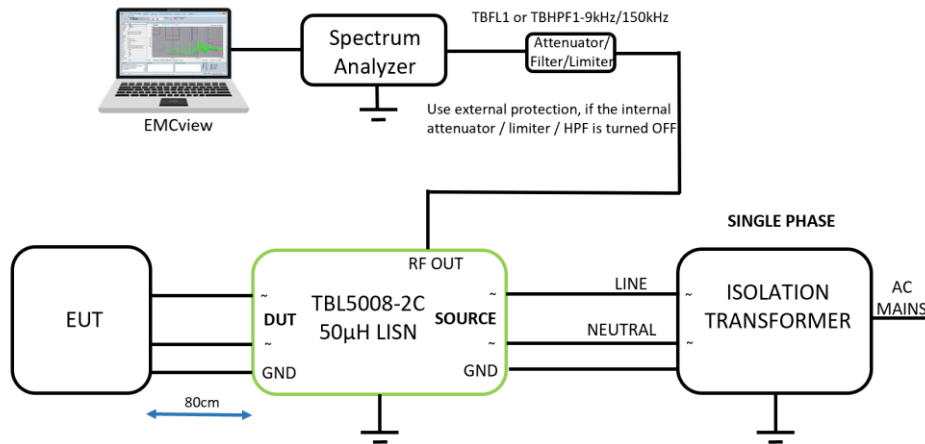 TBFL1 or TBHPF1-9kHz/150kHz
Spectrum
Analyzer
Attenuator/
Filter/Limiter
EMCview
Use external protection, if the internal
attenuator / limiter / HPF is turned OFF
SINGLE PHASE
EUT
RF OUT
~
DUT
~
GND
TBL5008-2C
50µH LISN
~
SOURCE
~
GND
LINE
NEUTRAL
~
~
ISOLATION
TRANSFORMER
AC
MAINS
80cm